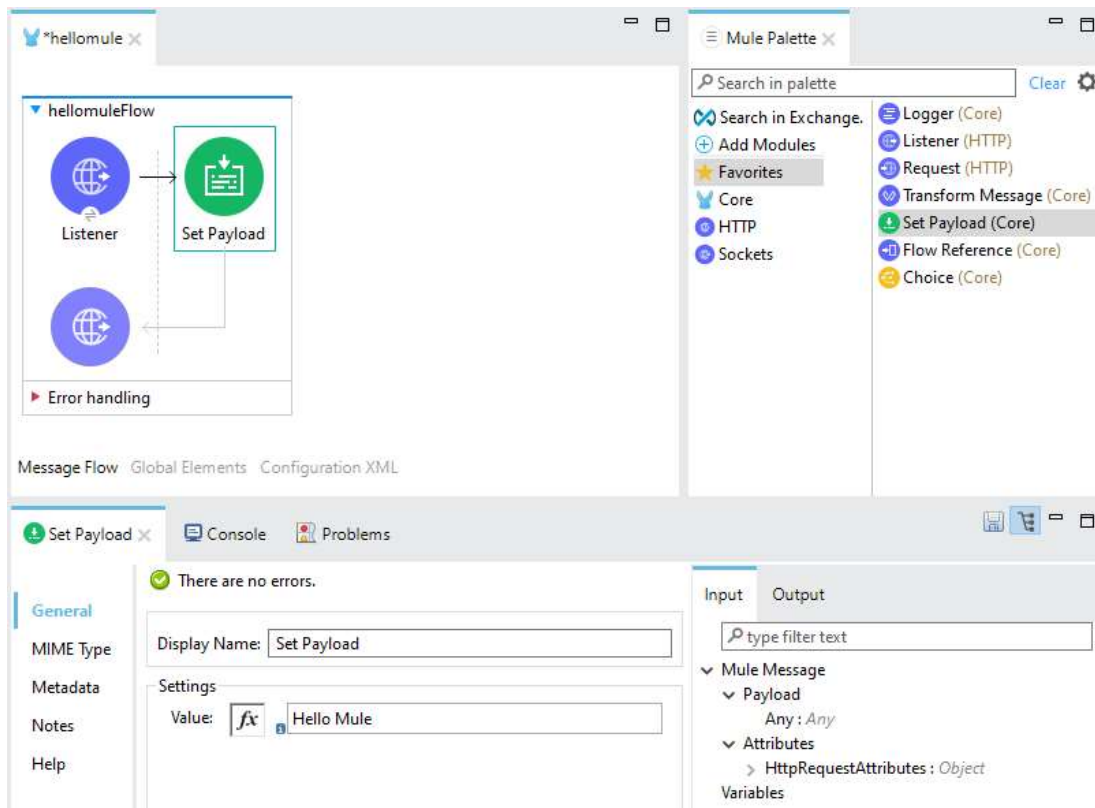 *hellomule
hellomuleFlow
Listener
Set Payload
Error handling
Message Flow Global Elements Configuration XML
Mule Palette
Search in palette
Clear
Search in Exchange.
Add Modules
Favorites
Core
HTTP
Sockets
Logger (Core)
Listener (HTTP)
Request (HTTP)
Transform Message (Core)
Set Payload (Core)
Flow Reference (Core)
Choice (Core)
Set Payload Console Problems
General
MIME Type
Metadata
Notes
Help
There are no errors.
Display Name: Set Payload
Settings
Value: fx Hello Mule
Input Output
type filter text
Mule Message
Payload
Any : Any
Attributes
HttpRequestAttributes : Object
Variables